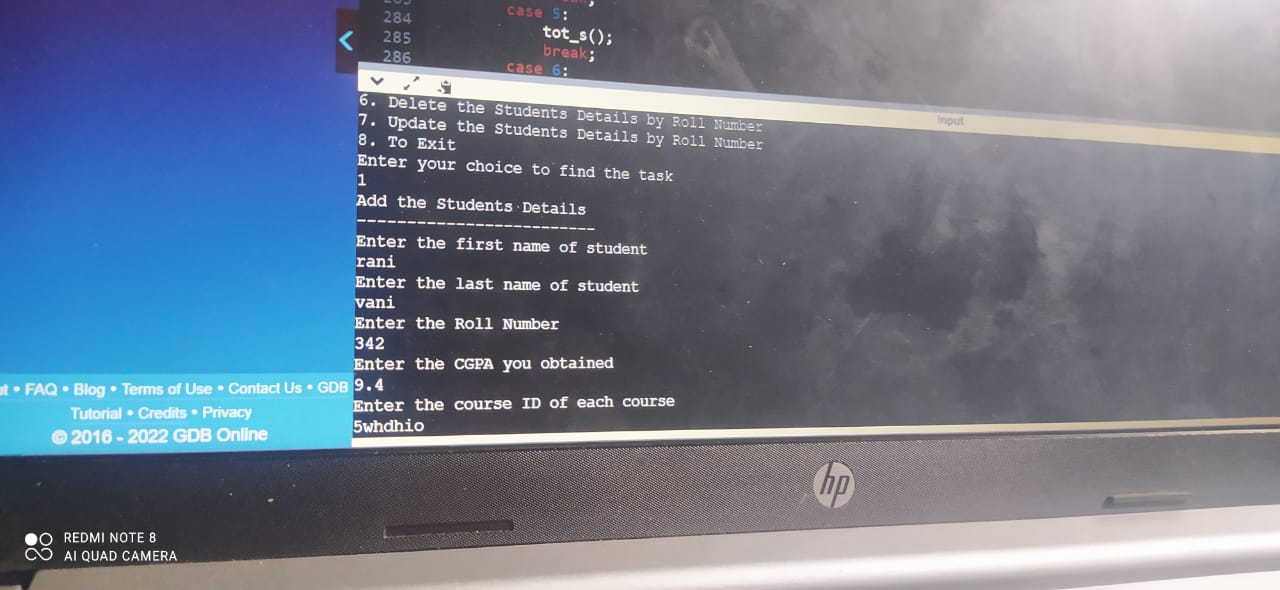 284 case 5:
285 tot_s();
286 break;
case 6:
input
6. Delete the Students Details by Roll Number
7. Update the Students Details by Roll Number
8. To Exit
Enter your choice to find the task
1
Add the Students Details
-------------------------
Enter the first name of student
rani
Enter the last name of student
vani
Enter the Roll Number
342
Enter the CGPA you obtained
9.4
Enter the course ID of each course
5whdhio
• FAQ • Blog • Terms of Use • Contact Us • GDB
Tutorial • Credits • Privacy
© 2016 - 2022 GDB Online
hp
REDMI NOTE 8
AI QUAD CAMERA